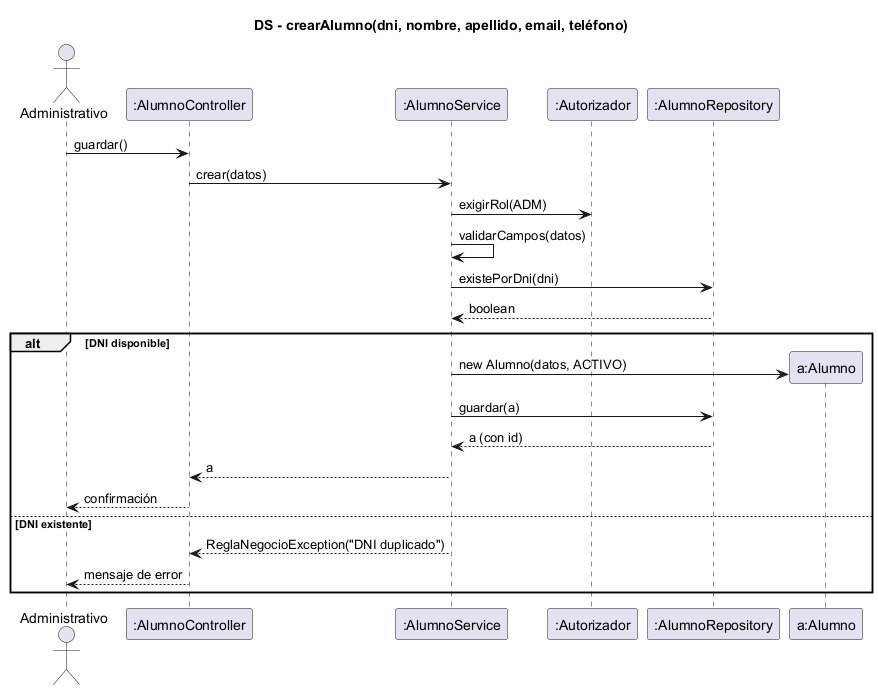 DS - crearAlumno(dni, nombre, apellido, email, teléfono)
Administrativo
:AlumnoController
:AlumnoService
:Autorizador
:AlumnoRepository
guardar()
crear(datos)
exigirRol(ADM)
validarCampos(datos)
existePorDni(dni)
boolean
alt
[DNI disponible]
new Alumno(datos, ACTIVO)
a:Alumno
guardar(a)
a (con id)
a
confirmación
[DNI existente]
ReglaNegocioException("DNI duplicado")
mensaje de error
Administrativo
:AlumnoController
:AlumnoService
:Autorizador
:AlumnoRepository
a:Alumno